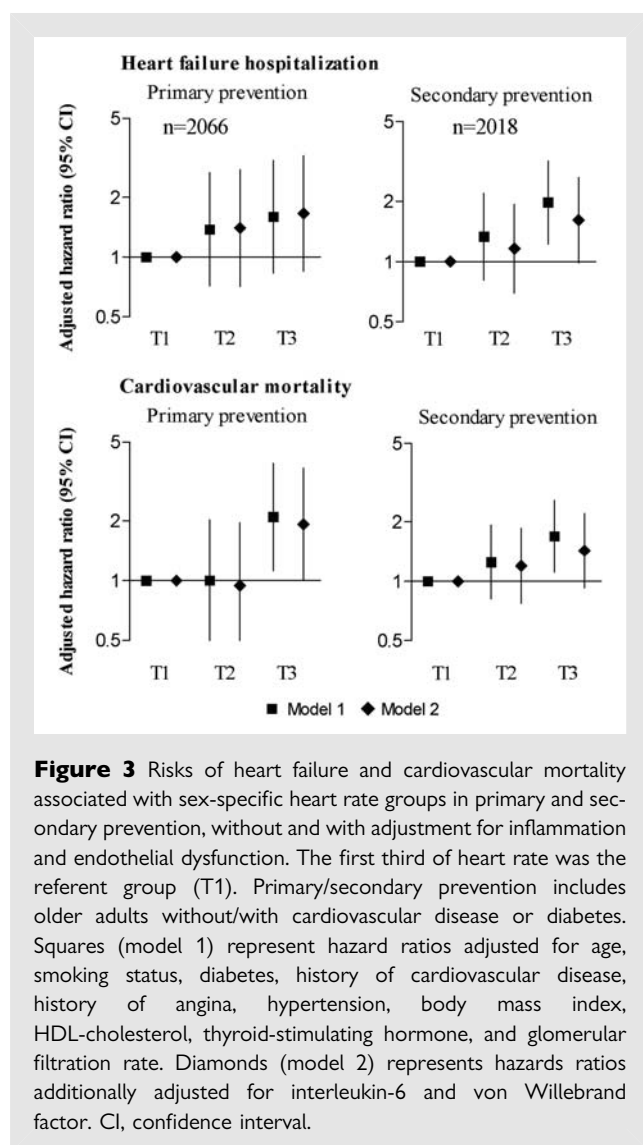 Heart failure hospitalization
Primary prevention
Secondary prevention
n=2066
n=2018
Adjusted hazard ratio (95% CI)
5
2
1
0.5
T1 T2 T3
5
2
1
0.5
T1 T2 T3
Cardiovascular mortality
Primary prevention
Secondary prevention
Adjusted hazard ratio (95% CI)
5
2
1
0.5
T1 T2 T3
5
2
1
0.5
T1 T2 T3
■ Model 1 ◆ Model 2
Figure 3 Risks of heart failure and cardiovascular mortality
associated with sex-specific heart rate groups in primary and sec-
ondary prevention, without and with adjustment for inflammation
and endothelial dysfunction. The first third of heart rate was the
referent group (T1). Primary/secondary prevention includes
older adults without/with cardiovascular disease or diabetes.
Squares (model 1) represent hazard ratios adjusted for age,
smoking status, diabetes, history of cardiovascular disease,
history of angina, hypertension, body mass index,
HDL-cholesterol, thyroid-stimulating hormone, and glomerular
filtration rate. Diamonds (model 2) represents hazards ratios
additionally adjusted for interleukin-6 and von Willebrand
factor. CI, confidence interval.